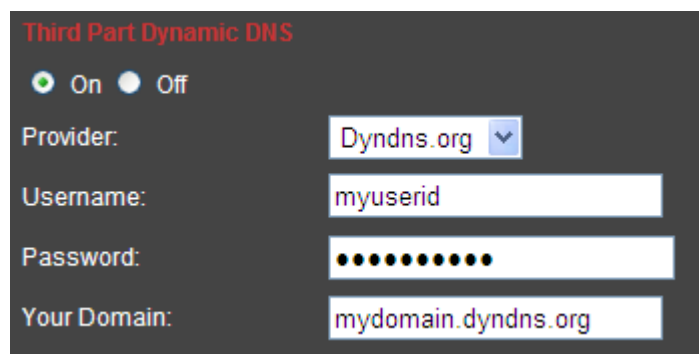 Third Part Dynamic DNS
On Off
Provider: Dyndns.org
Username: myuserid
Password: ●●●●●●●●●●
Your Domain: mydomain.dyndns.org